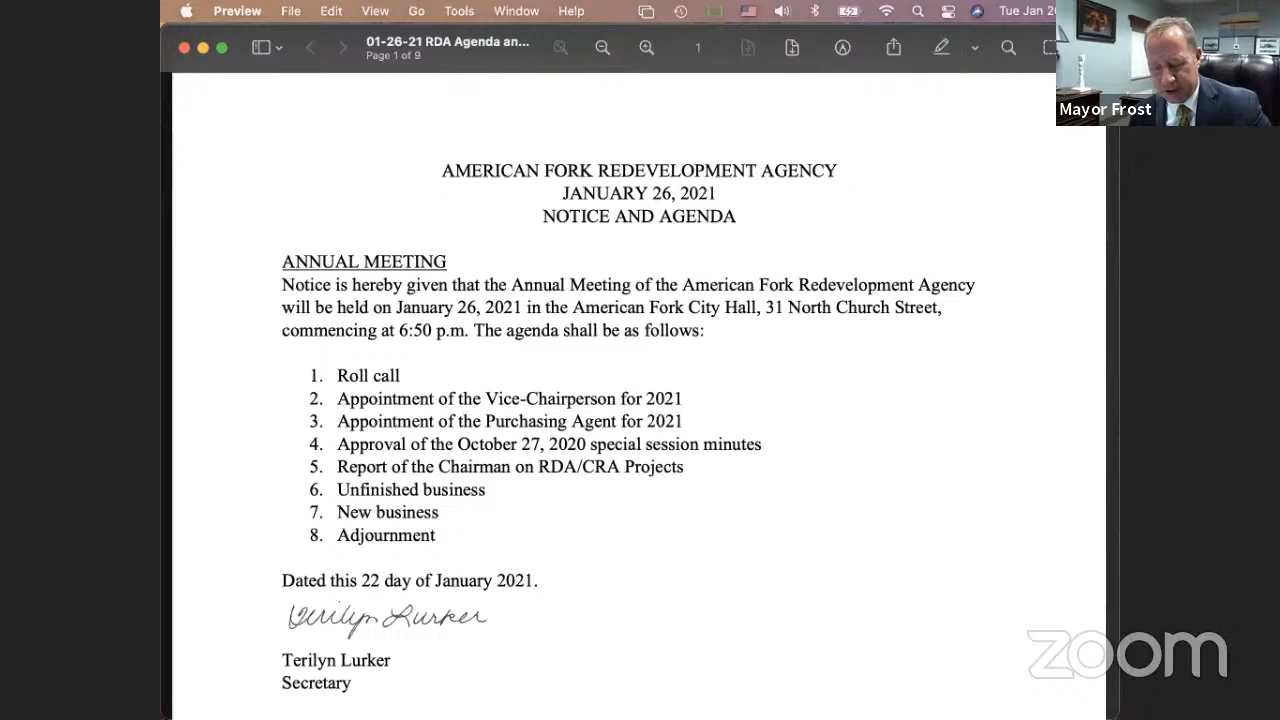 Preview File Edit View Go Tools Window Help Tue Jan 20
01-26-21 RDA Agenda an...
Page 1 of 9
1
Mayor Frost
AMERICAN FORK REDEVELOPMENT AGENCY
JANUARY 26, 2021
NOTICE AND AGENDA
ANNUAL MEETING
Notice is hereby given that the Annual Meeting of the American Fork Redevelopment Agency
will be held on January 26, 2021 in the American Fork City Hall, 31 North Church Street,
commencing at 6:50 p.m. The agenda shall be as follows:
1. Roll call
2. Appointment of the Vice-Chairperson for 2021
3. Appointment of the Purchasing Agent for 2021
4. Approval of the October 27, 2020 special session minutes
5. Report of the Chairman on RDA/CRA Projects
6. Unfinished business
7. New business
8. Adjournment
Dated this 22 day of January 2021.
Terilyn Lurker
Terilyn Lurker
Secretary
zoom